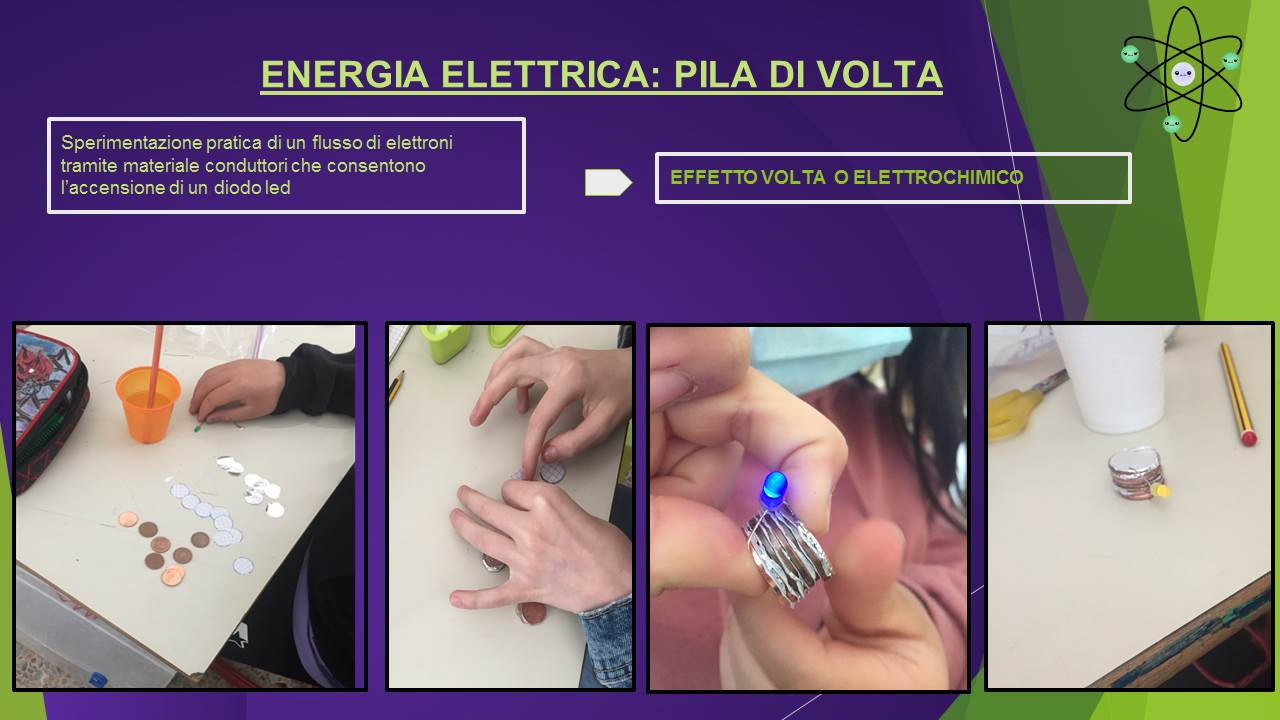 ENERGIA ELETTRICA: PILA DI VOLTA
Sperimentazione pratica di un flusso di elettroni
tramite materiale conduttori che consentono
l'accensione di un diodo led
EFFETTO VOLTA O ELETTROCHIMICO